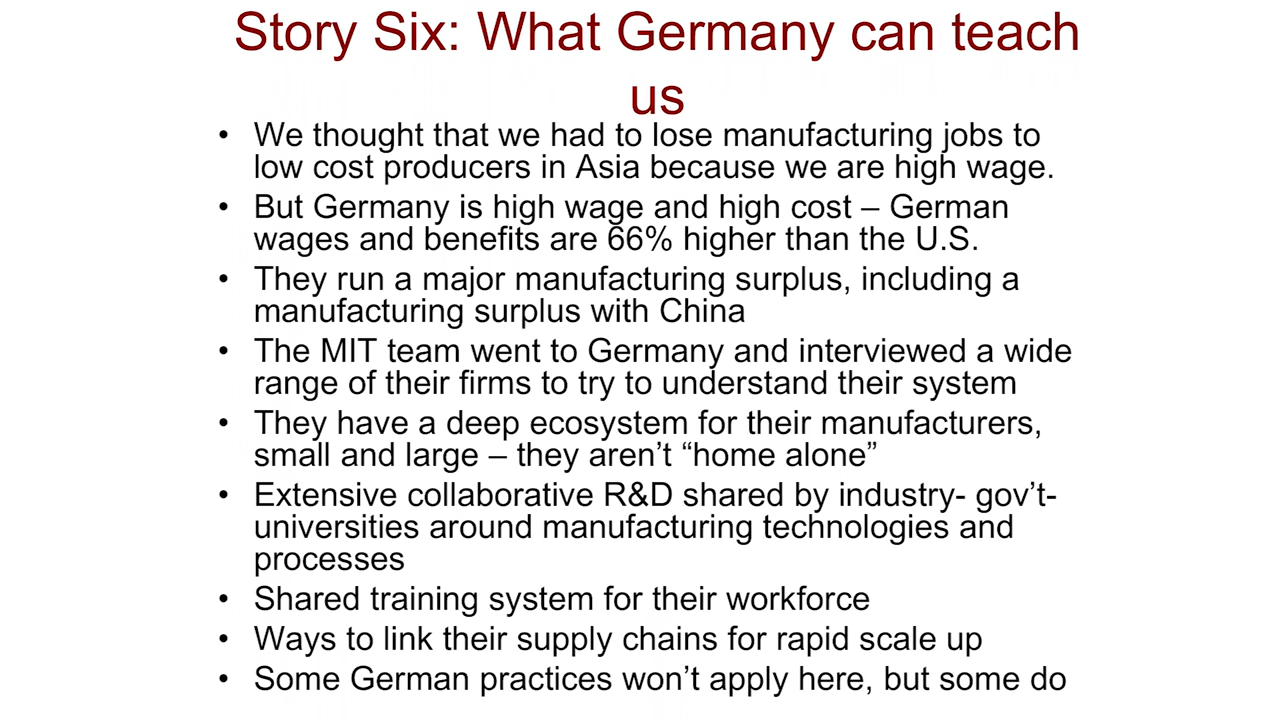 Story Six: What Germany can teach
us
• We thought that we had to lose manufacturing jobs to
low cost producers in Asia because we are high wage.
• But Germany is high wage and high cost – German
wages and benefits are 66% higher than the U.S.
• They run a major manufacturing surplus, including a
manufacturing surplus with China
• The MIT team went to Germany and interviewed a wide
range of their firms to try to understand their system
• They have a deep ecosystem for their manufacturers,
small and large – they aren’t “home alone”
• Extensive collaborative R&D shared by industry- gov’t-
universities around manufacturing technologies and
processes
• Shared training system for their workforce
• Ways to link their supply chains for rapid scale up
• Some German practices won’t apply here, but some do